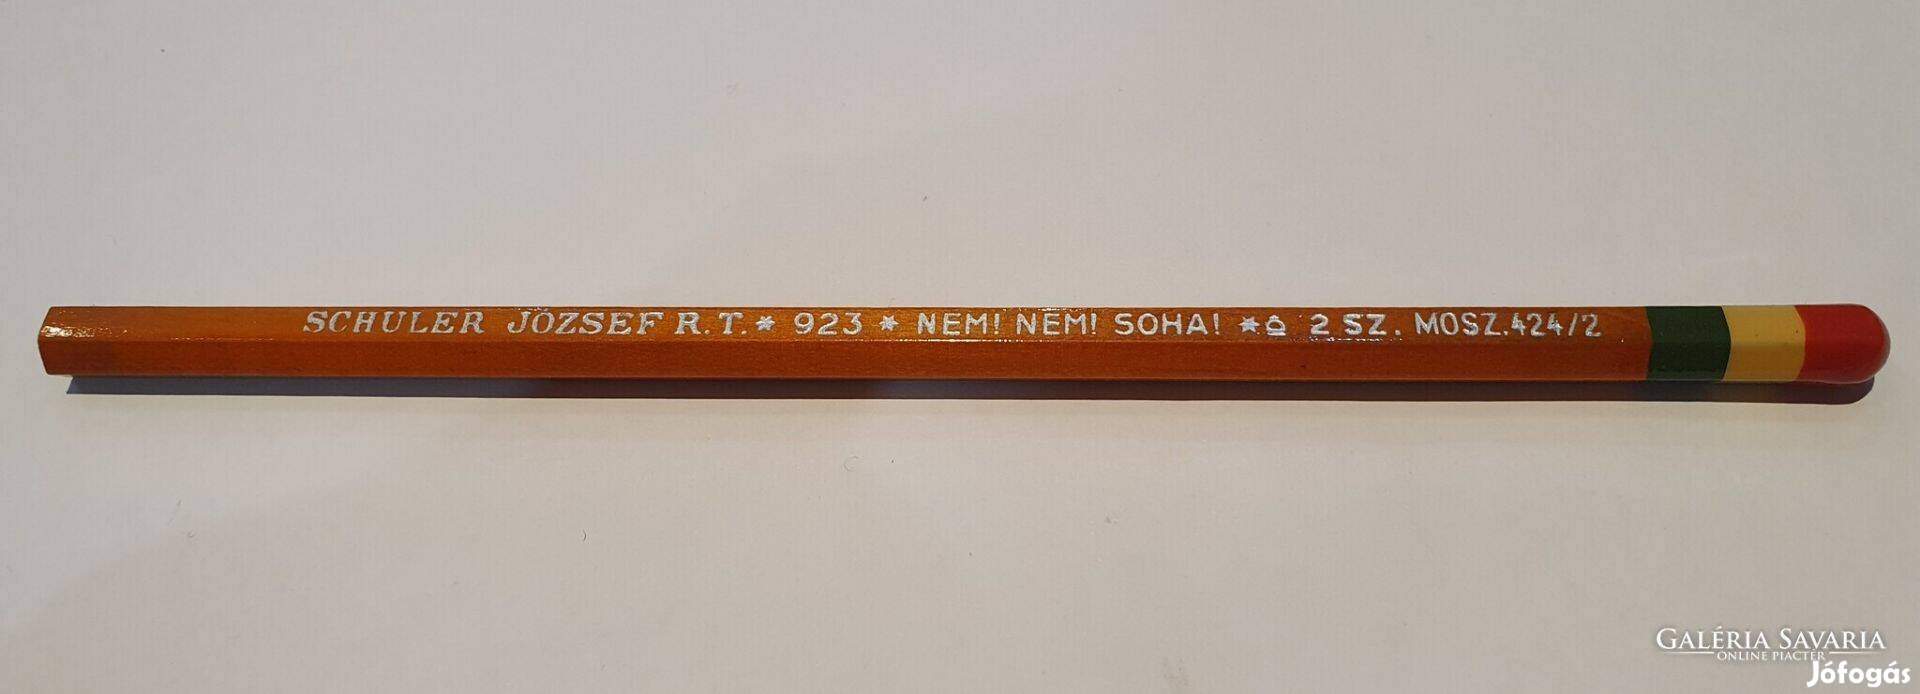 SCHULER JÓZSEF R.T. * 923 * NEM! NEM! SOHA! * 2 SZ. MOSZ.424/2
GALÉRIA SAVARIA
ONLINE PIACTÉR
Jófogás